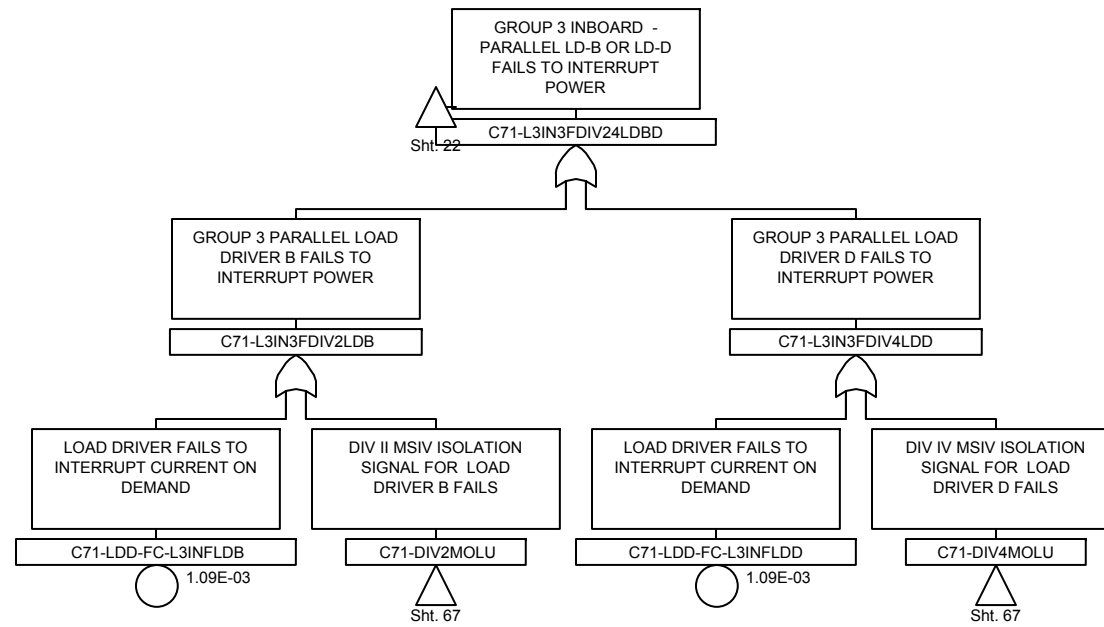 GROUP 3 INBOARD -
PARALLEL LD-B OR LD-D
FAILS TO INTERRUPT
POWER
C71-L3IN3FDIV24LDBD
Sht. 22
GROUP 3 PARALLEL LOAD
DRIVER B FAILS TO
INTERRUPT POWER
C71-L3IN3FDIV2LDB
GROUP 3 PARALLEL LOAD
DRIVER D FAILS TO
INTERRUPT POWER
C71-L3IN3FDIV4LDD
LOAD DRIVER FAILS TO
INTERRUPT CURRENT ON
DEMAND
C71-LDD-FC-L3INFLDB
1.09E-03
DIV II MSIV ISOLATION
SIGNAL FOR LOAD
DRIVER B FAILS
C71-DIV2MOLU
Sht. 67
LOAD DRIVER FAILS TO
INTERRUPT CURRENT ON
DEMAND
C71-LDD-FC-L3INFLDD
1.09E-03
DIV IV MSIV ISOLATION
SIGNAL FOR LOAD
DRIVER D FAILS
C71-DIV4MOLU
Sht. 67